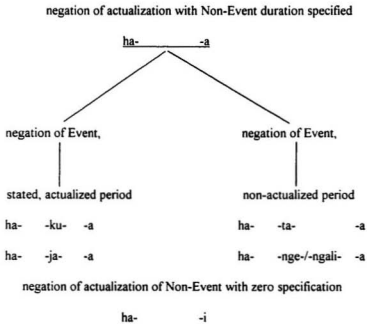 negation of actualization with Non-Event duration specified
ha- -a
negation of Event, negation of Event,
stated, actualized period non-actualized period
ha- -ku- -a ha- -ta- -a
ha- -ja- -a ha- -nge-/-ngali- -a
negation of actualization of Non-Event with zero specification
ha- -i